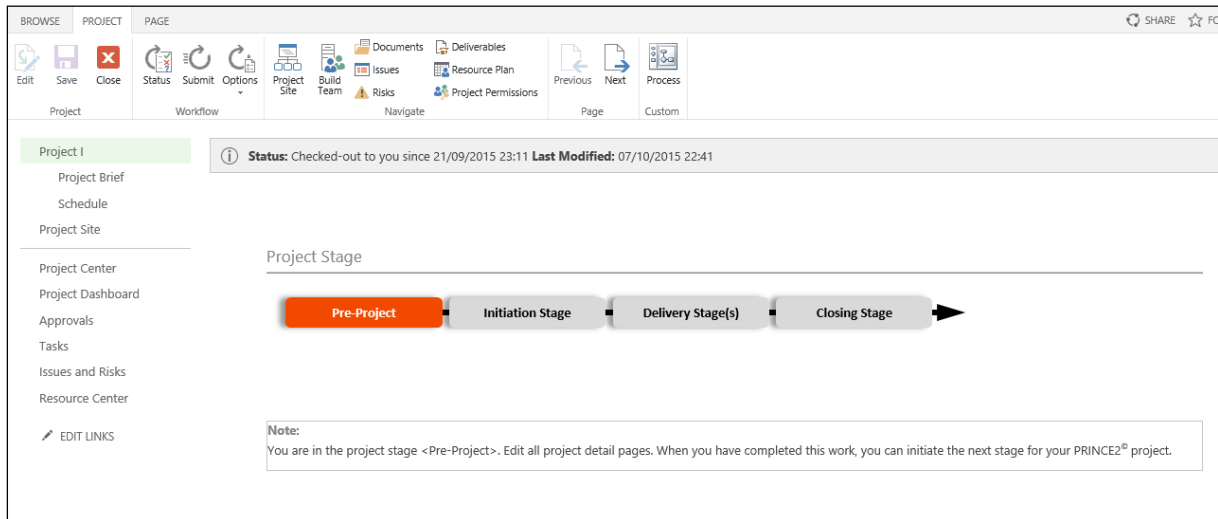 BROWSE PROJECT PAGE SHARE FO
Edit Save Close Status Submit Options Project Site Build Team Documents Deliverables Previous Next Process
Issues Resource Plan
Risks Project Permissions
Project Workflow Navigate Page Custom
Project I
Project Brief
Schedule
Project Site
Project Center
Project Dashboard
Approvals
Tasks
Issues and Risks
Resource Center
EDIT LINKS
Status: Checked-out to you since 21/09/2015 23:11 Last Modified: 07/10/2015 22:41
Project Stage
Pre-Project Initiation Stage Delivery Stage(s) Closing Stage
Note:
You are in the project stage <Pre-Project>. Edit all project detail pages. When you have completed this work, you can initiate the next stage for your PRINCE2© project.